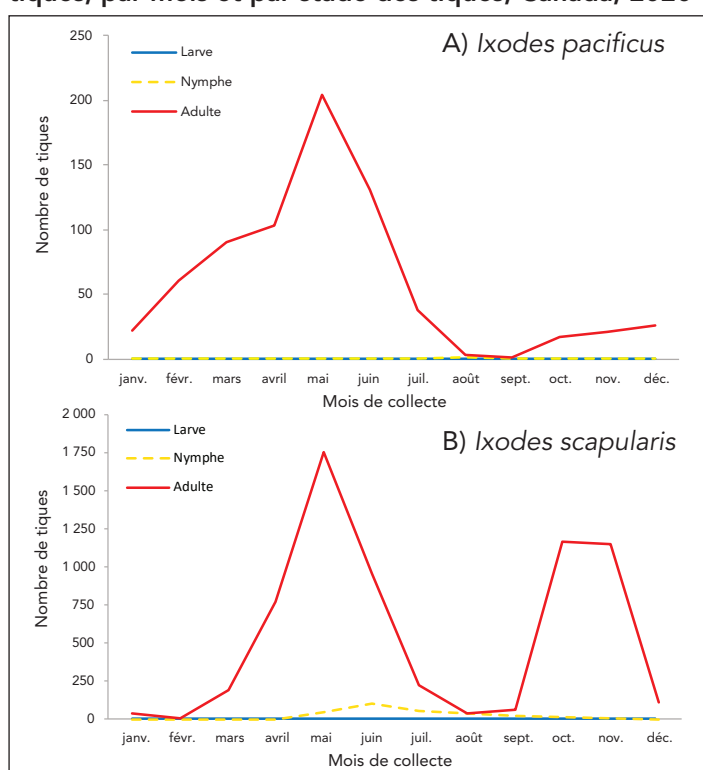 tiques, par mois et par stade des tiques, Canada, 2020
A) Ixodes pacificus
Larve
Nymphe
Adulte
Nombre de tiques
250
200
150
100
50
0
janv. févr. mars avril mai juin juil. août sept. oct. nov. déc.
Mois de collecte
B) Ixodes scapularis
Larve
Nymphe
Adulte
Nombre de tiques
2 000
1 750
1 500
1 250
1 000
750
500
250
0
janv. févr. mars avril mai juin juil. août sept. oct. nov. déc.
Mois de collecte